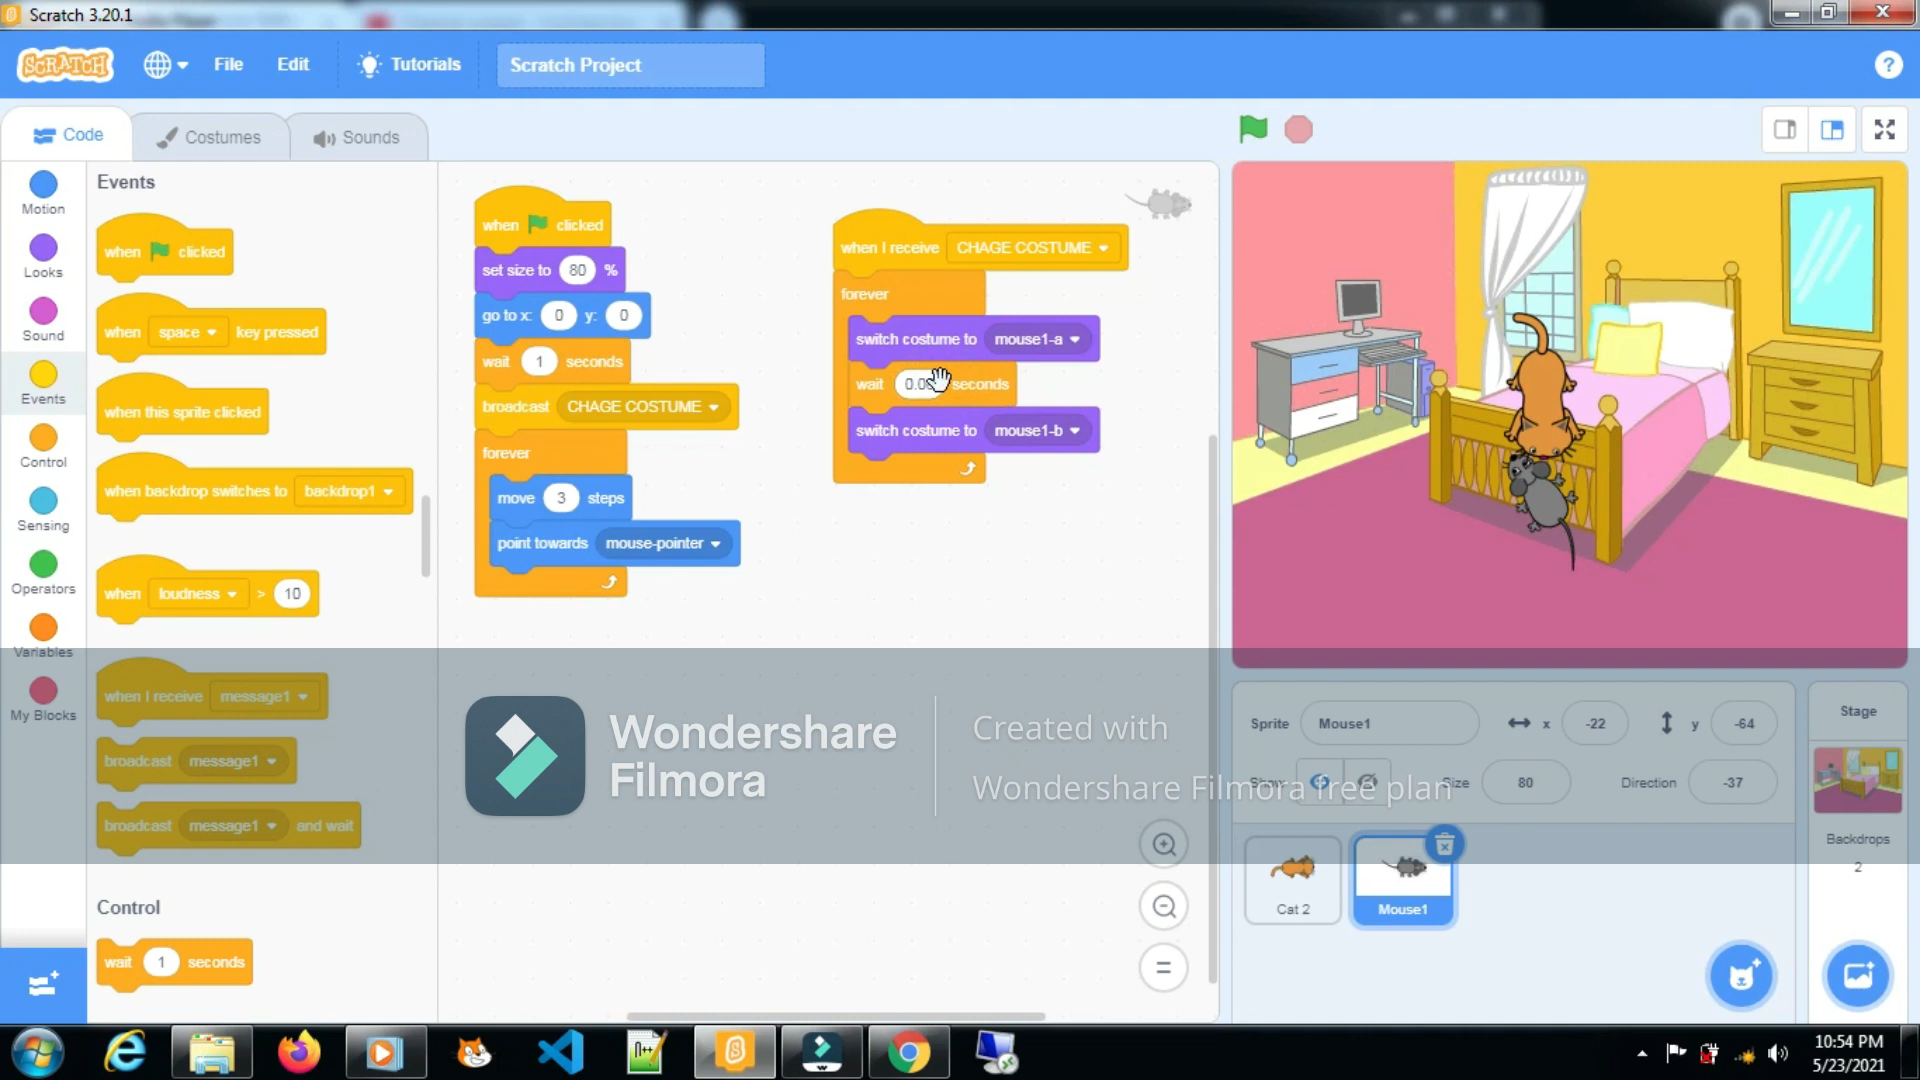 Scratch 3.20.1
SCRATCH
File
Edit
Tutorials
Scratch Project
?
Code
Costumes
Sounds
Motion
Looks
Sound
Events
Control
Sensing
Operators
Variables
My Blocks
Events
when clicked
when space key pressed
when this sprite clicked
when backdrop switches to backdrop1
when loudness > 10
when I receive message1
broadcast message1
broadcast message1 and wait
Control
wait 1 seconds
when clicked
set size to 80 %
go to x: 0 y: 0
wait 1 seconds
broadcast CHAGE COSTUME
forever
move 3 steps
point towards mouse-pointer
when I receive CHAGE COSTUME
forever
switch costume to mouse1-a
wait seconds
switch costume to mouse1-b
Wondershare
Filmora
Created with
Wondershare Filmora free plan
Sprite Mouse1 x -22 y -64
Show Size 80 Direction -37
Cat 2
Mouse1
Stage
Backdrops
2
10:54 PM
5/23/2021